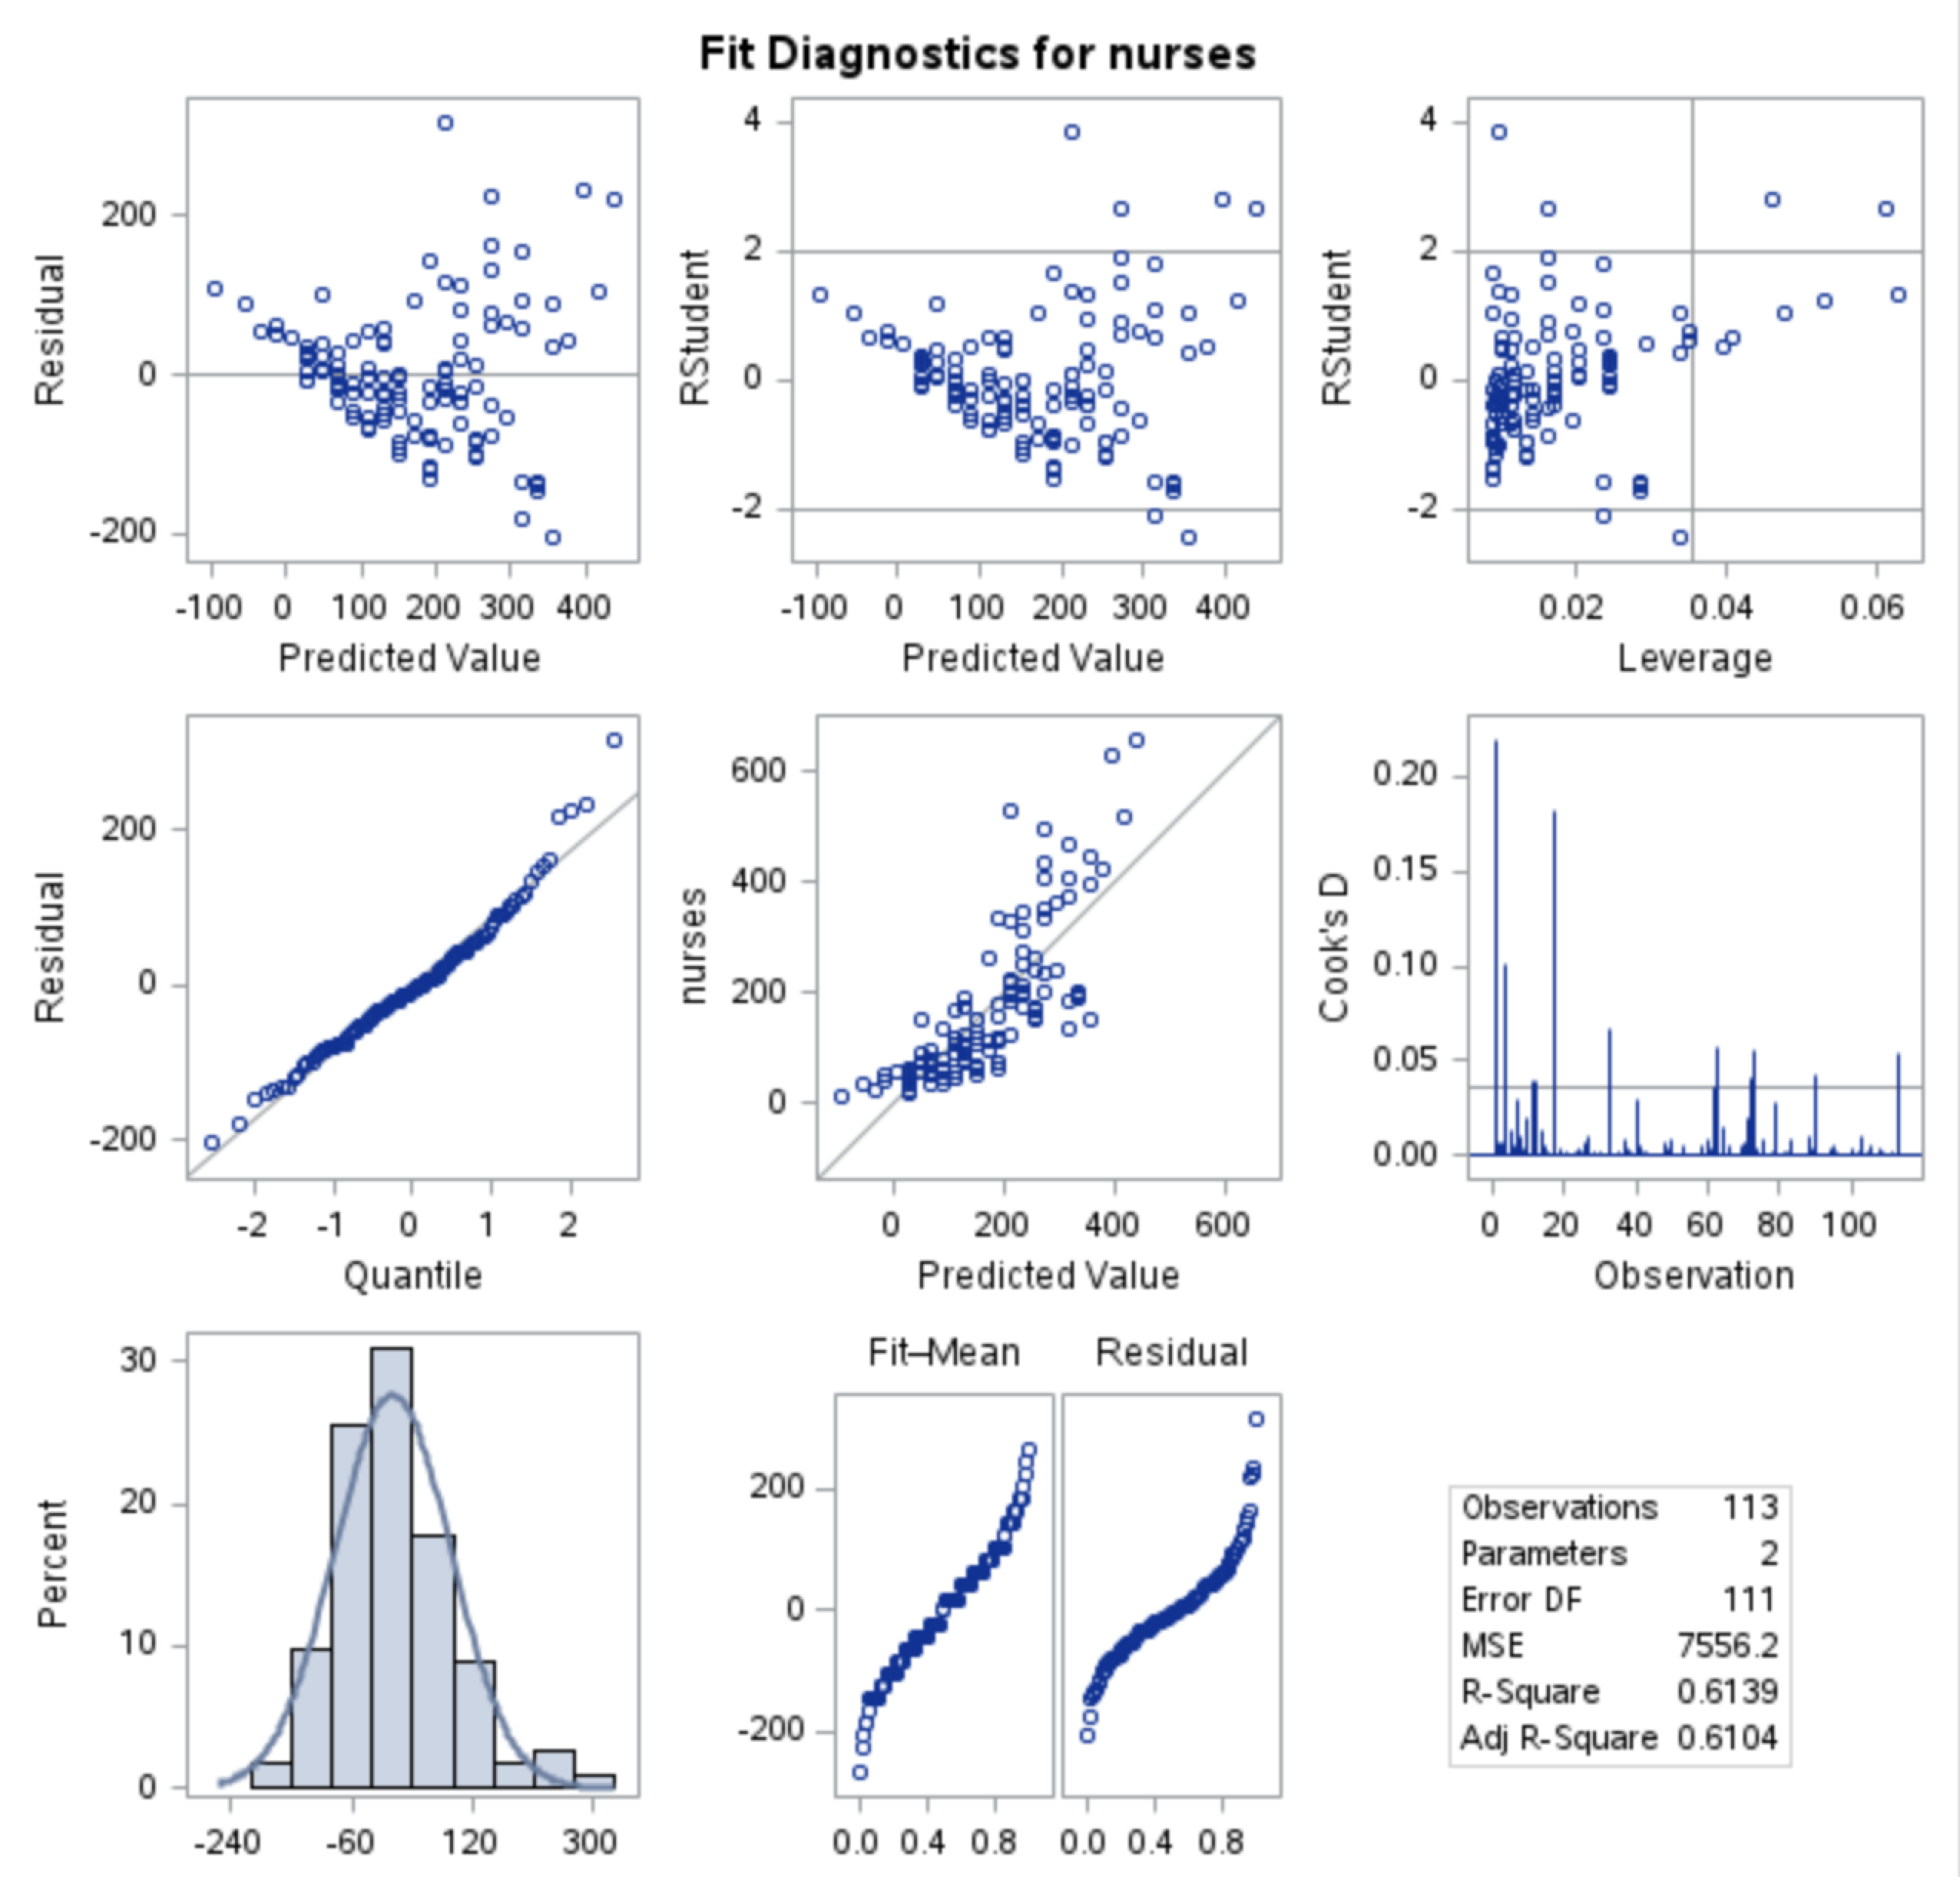 Fit Diagnostics for nurses
Residual
200
0
-200
-100 0 100 200 300 400
Predicted Value
RStudent
4
2
0
-2
-100 0 100 200 300 400
Predicted Value
RStudent
4
2
0
-2
0.02 0.04 0.06
Leverage
Residual
200
0
-200
-2 -1 0 1 2
Quantile
nurses
600
400
200
0
0 200 400 600
Predicted Value
Cook's D
0.20
0.15
0.10
0.05
0.00
0 20 40 60 80 100
Observation
Percent
30
20
10
0
-240 -60 120 300
Fit–Mean Residual
200
0
-200
0.0 0.4 0.8 0.0 0.4 0.8
Observations 113
Parameters 2
Error DF 111
MSE 7556.2
R-Square 0.6139
Adj R-Square 0.6104